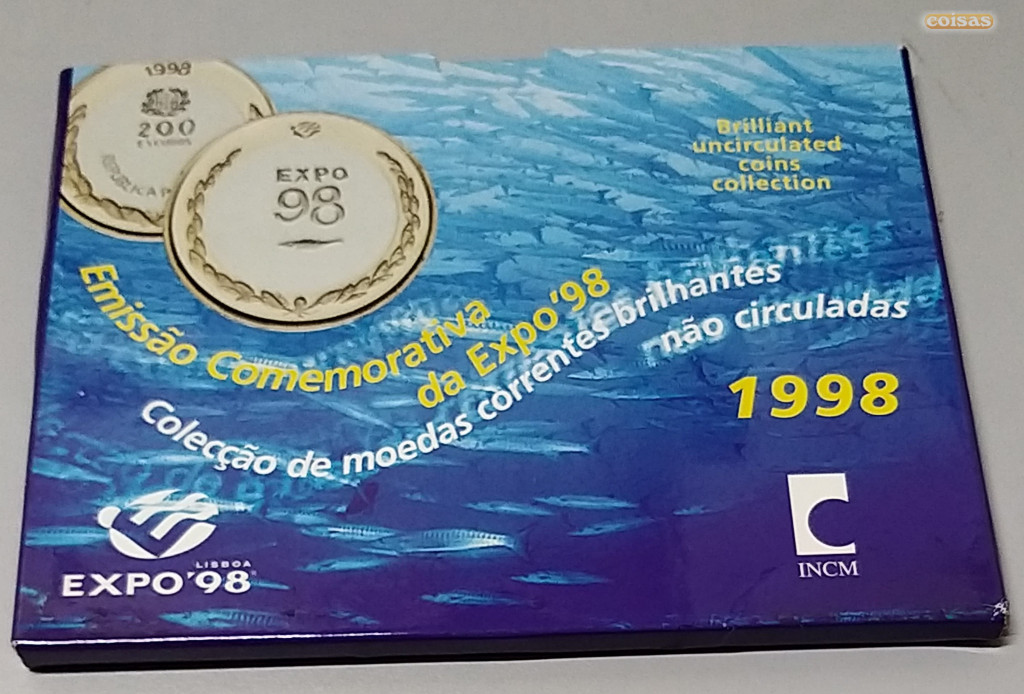 coisas
1998
200
ESCUDOS
EXPO
98
Brilliant
uncirculated
coins
collection
Emissão Comemorativa
da Expo'98
Colecção de moedas correntes brilhantes
não circuladas
1998
LISBOA
EXPO'98
INCM